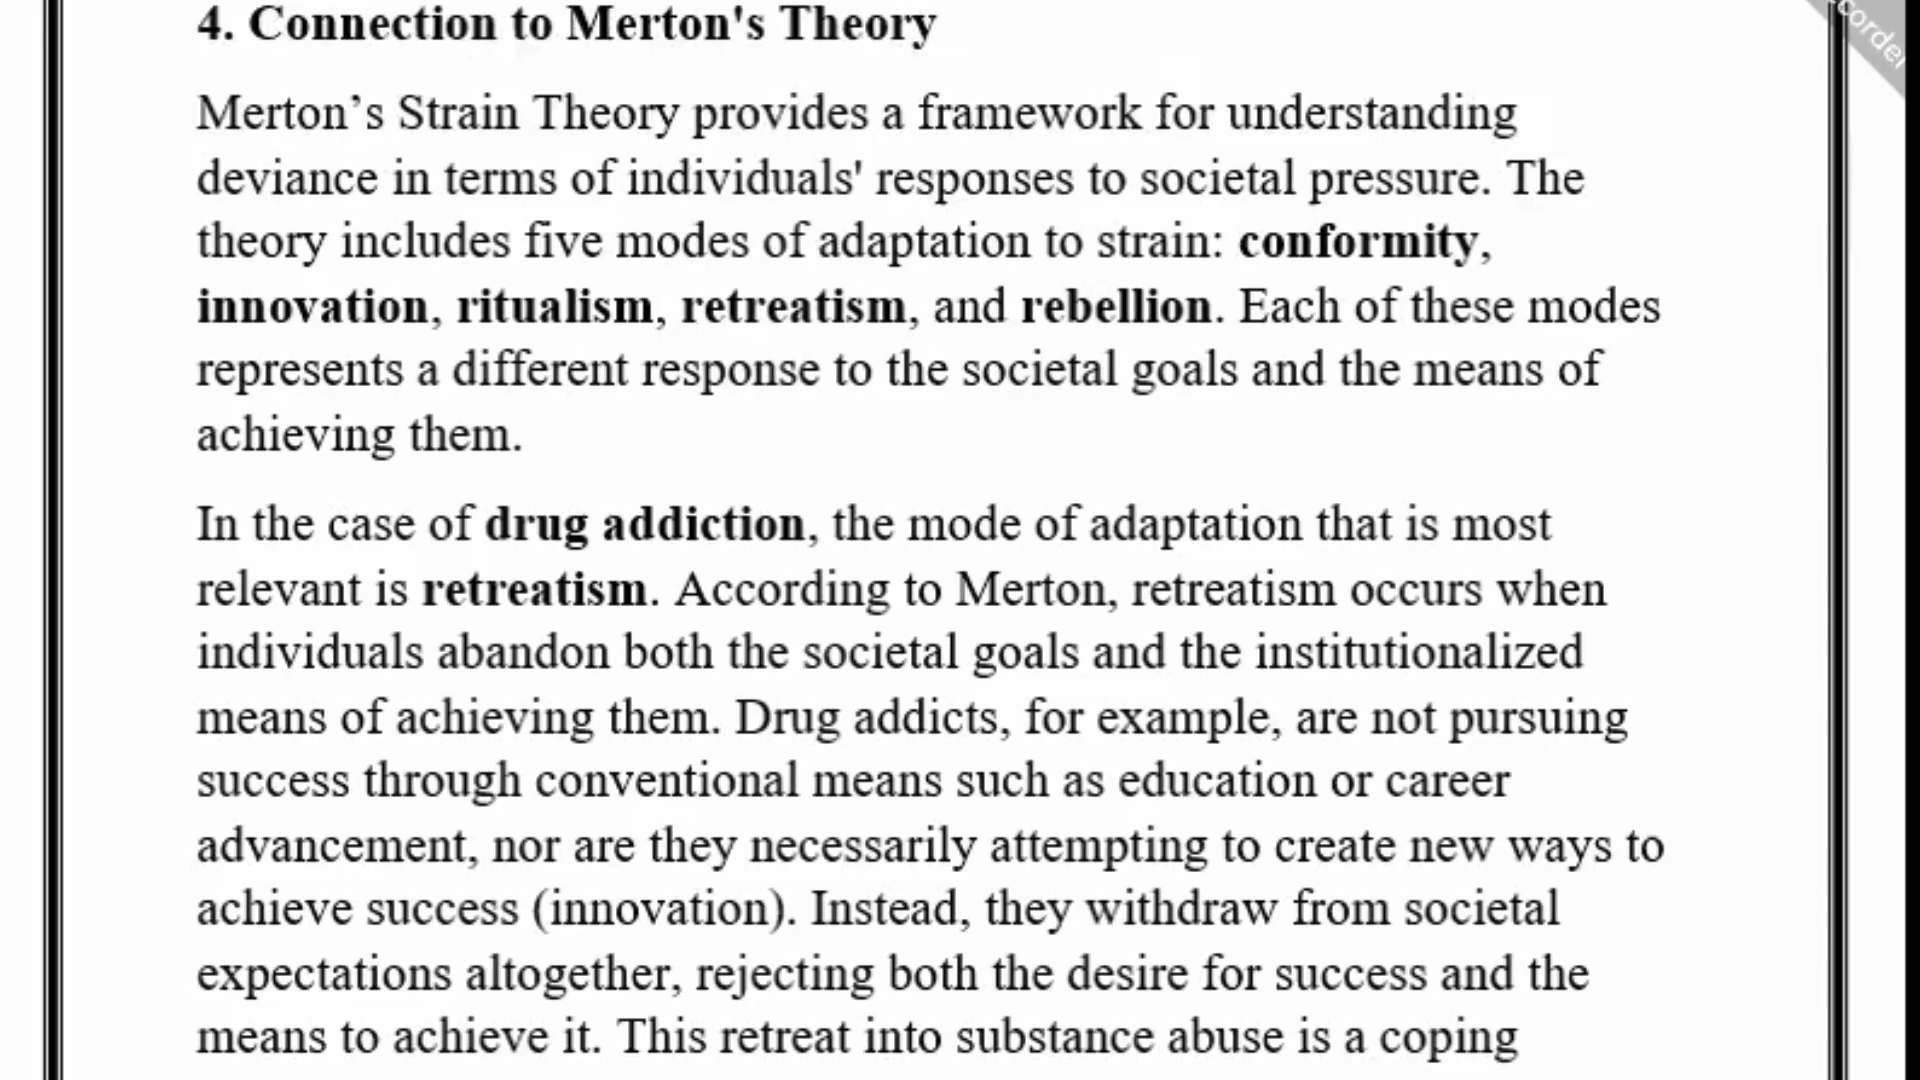 4. Connection to Merton's Theory
Merton’s Strain Theory provides a framework for understanding
deviance in terms of individuals' responses to societal pressure. The
theory includes five modes of adaptation to strain: conformity,
innovation, ritualism, retreatism, and rebellion. Each of these modes
represents a different response to the societal goals and the means of
achieving them.
In the case of drug addiction, the mode of adaptation that is most
relevant is retreatism. According to Merton, retreatism occurs when
individuals abandon both the societal goals and the institutionalized
means of achieving them. Drug addicts, for example, are not pursuing
success through conventional means such as education or career
advancement, nor are they necessarily attempting to create new ways to
achieve success (innovation). Instead, they withdraw from societal
expectations altogether, rejecting both the desire for success and the
means to achieve it. This retreat into substance abuse is a coping